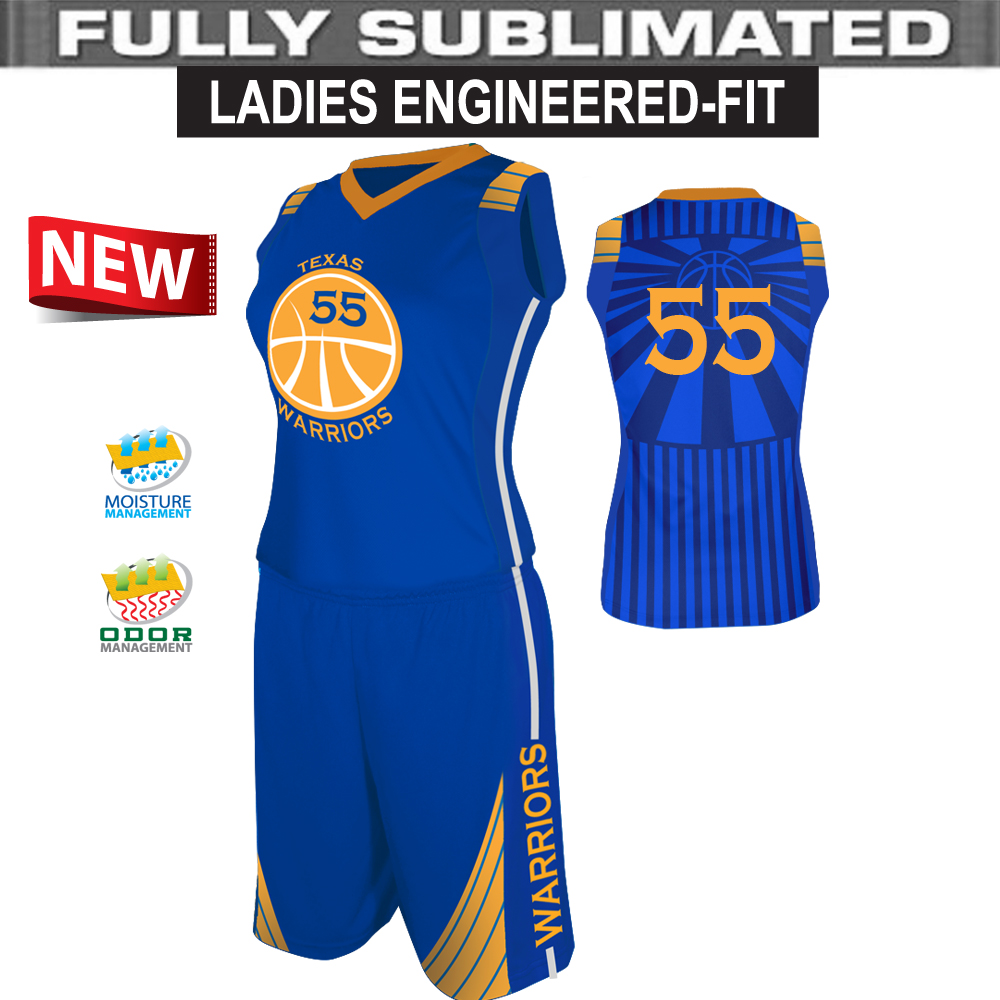 FULLY SUBLIMATED
LADIES ENGINEERED-FIT
NEW
TEXAS
55
WARRIORS
55
MOISTURE
MANAGEMENT
ODOR
MANAGEMENT
WARRIORS